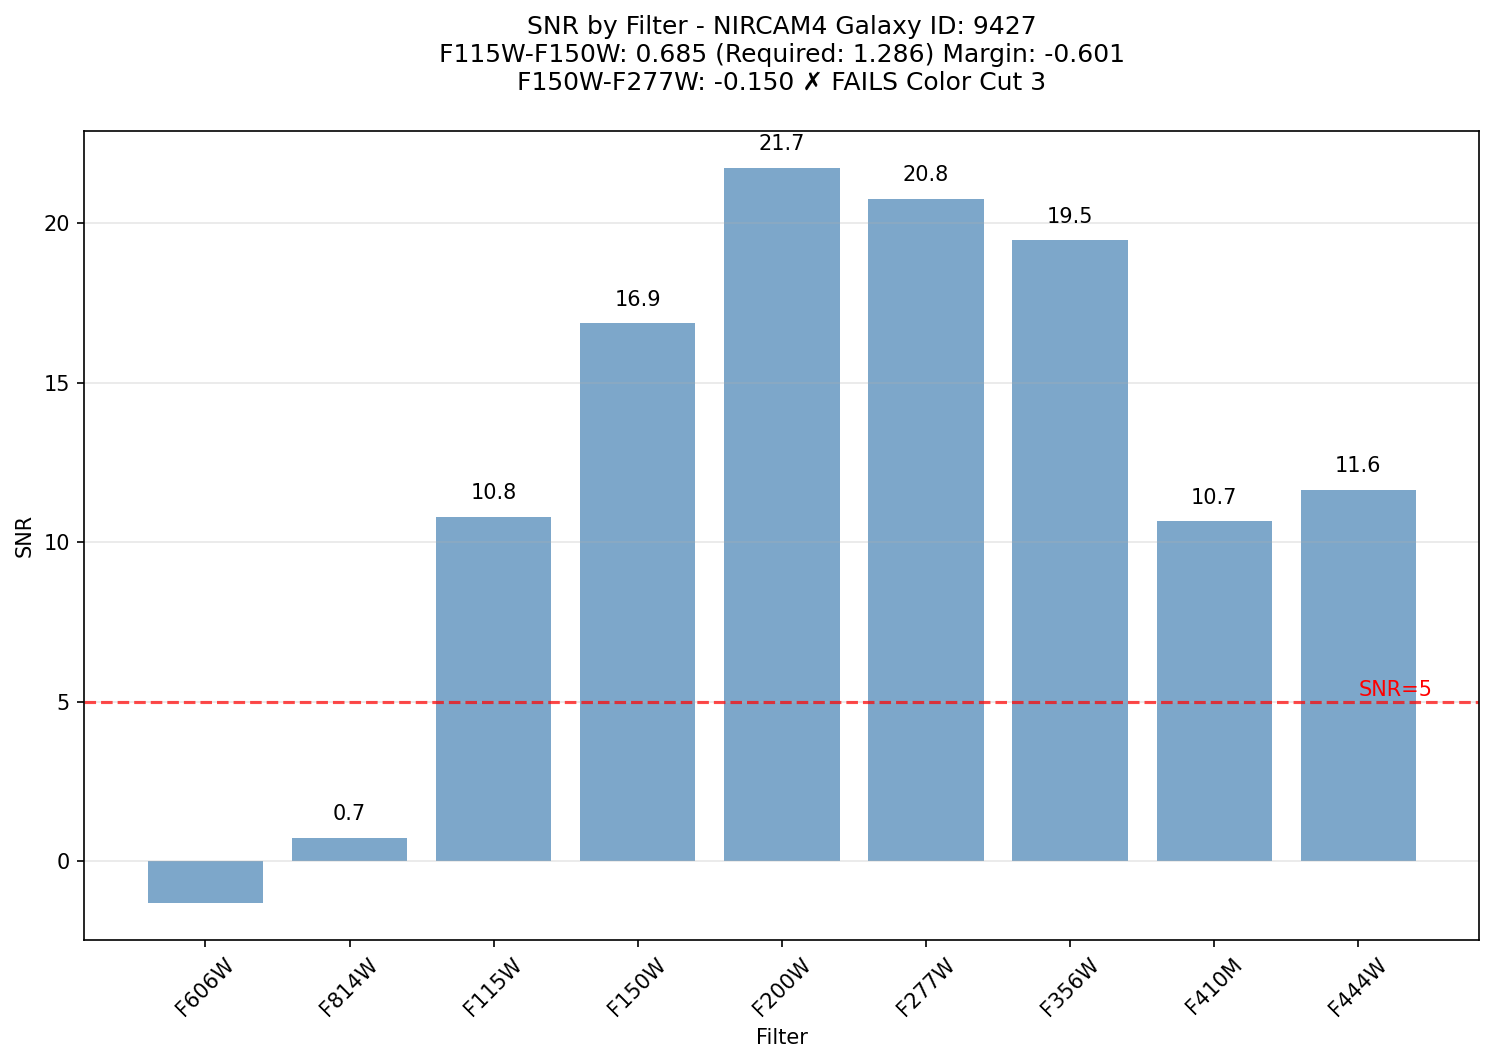 SNR by Filter - NIRCAM4 Galaxy ID: 9427
F115W-F150W: 0.685 (Required: 1.286) Margin: -0.601
F150W-F277W: -0.150 ✗ FAILS Color Cut 3
21.7
20.8
19.5
16.9
11.6
10.7
10.8
0.7
SNR=5
SNR
20
15
10
5
0
F606W
F814W
F115W
F150W
F200W
F277W
F356W
F410M
F444W
Filter